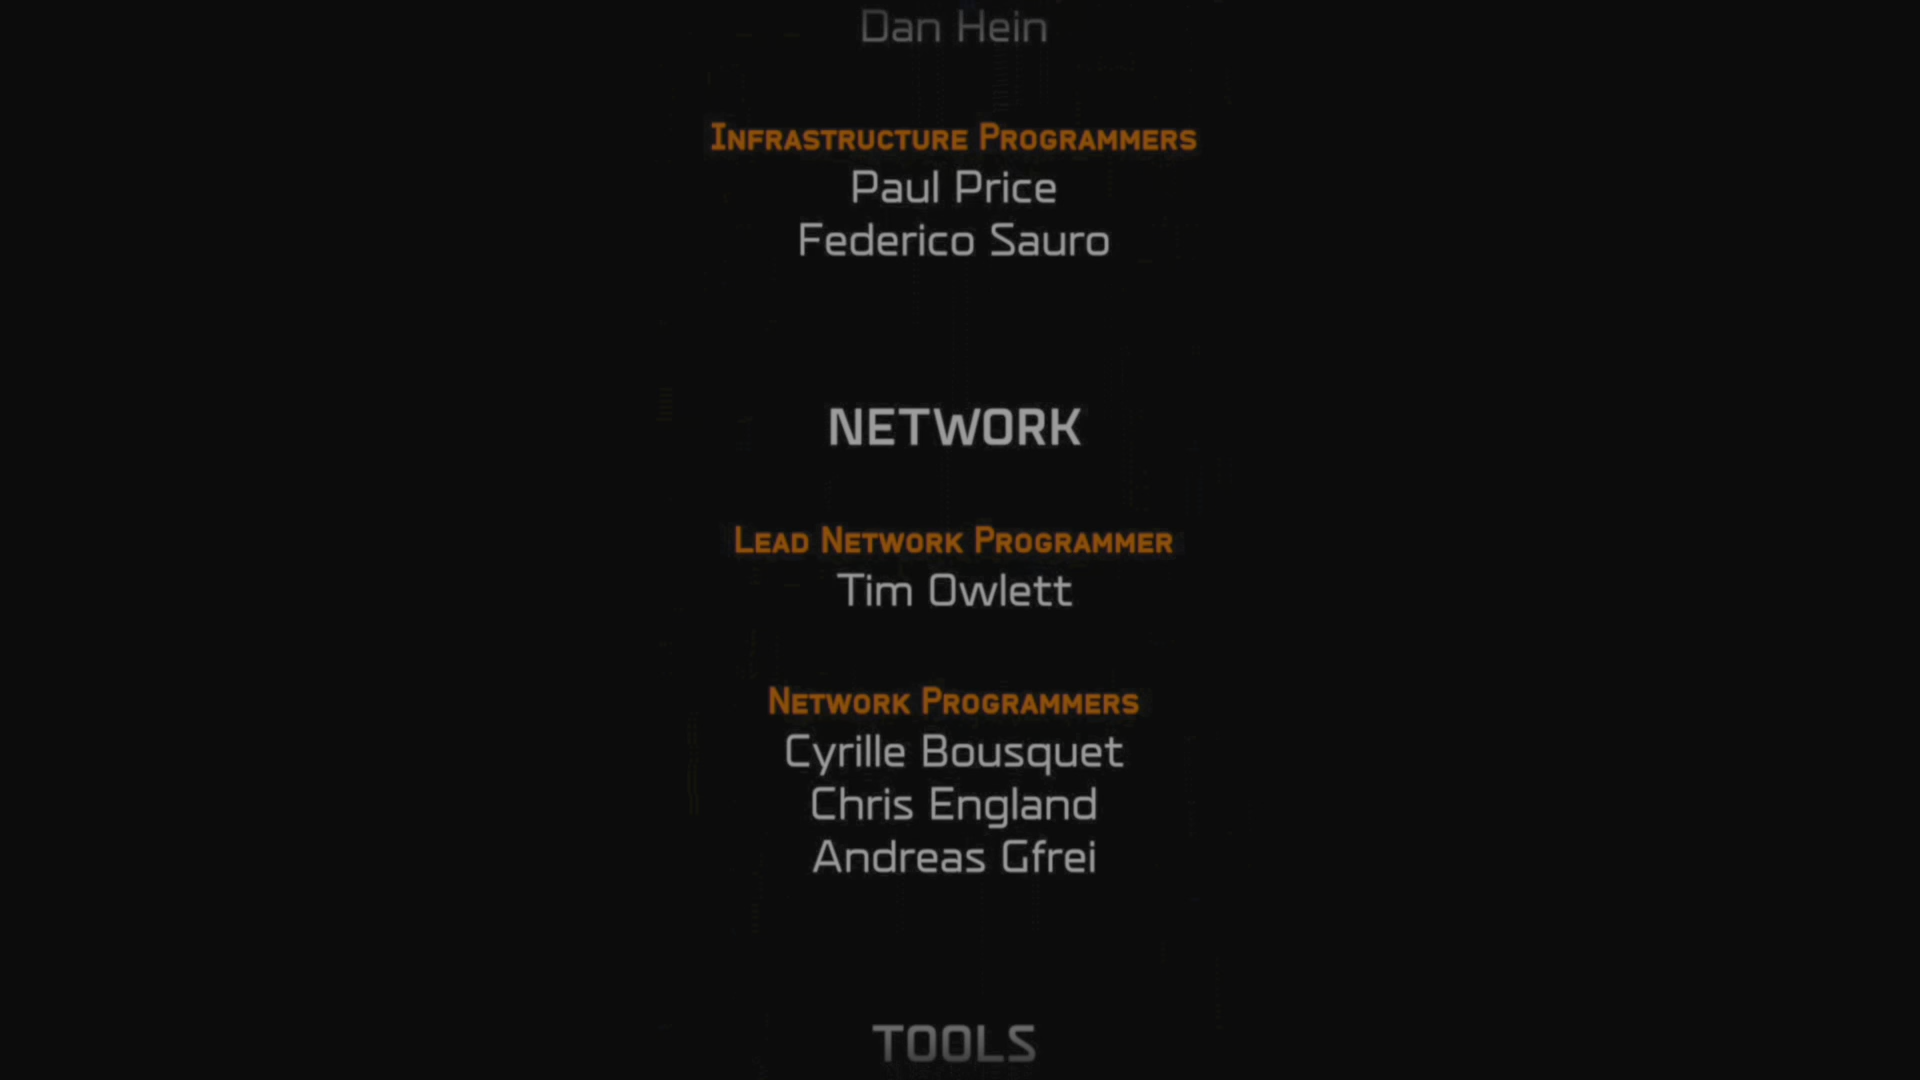 Dan Hein
Infrastructure Programmers
Paul Price
Federico Sauro
NETWORK
Lead Network Programmer
Tim Owlett
Network Programmers
Cyrille Bousquet
Chris England
Andreas Gfrei
TOOLS